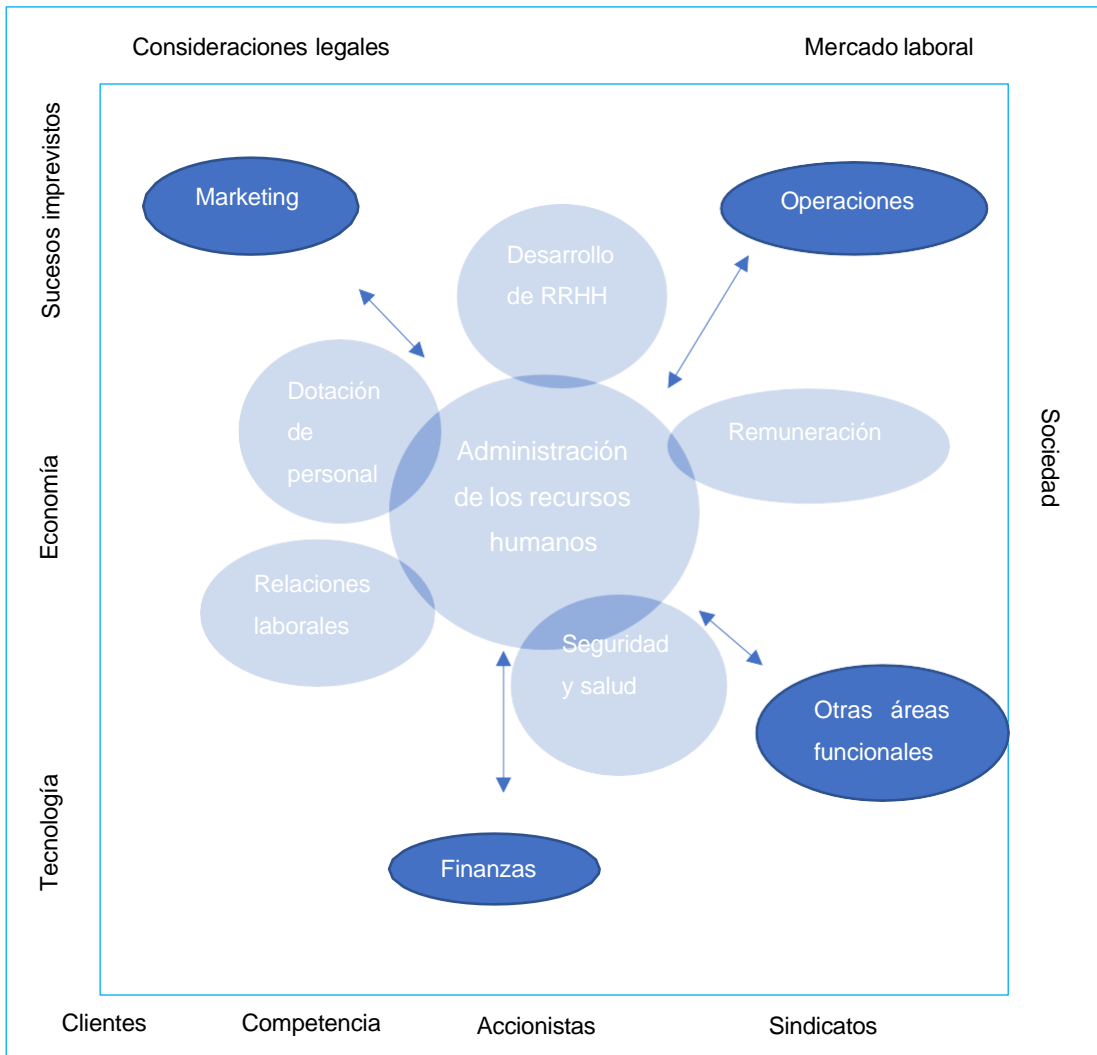 Consideraciones legales
Mercado laboral
Sucesos imprevistos
Marketing
Operaciones
Desarrollo
de RRHH
Dotación
de
personal
Administración
de los recursos
humanos
Remuneración
Economía
Sociedad
Relaciones
laborales
Seguridad
y salud
Otras áreas
funcionales
Tecnología
Finanzas
Clientes
Competencia
Accionistas
Sindicatos